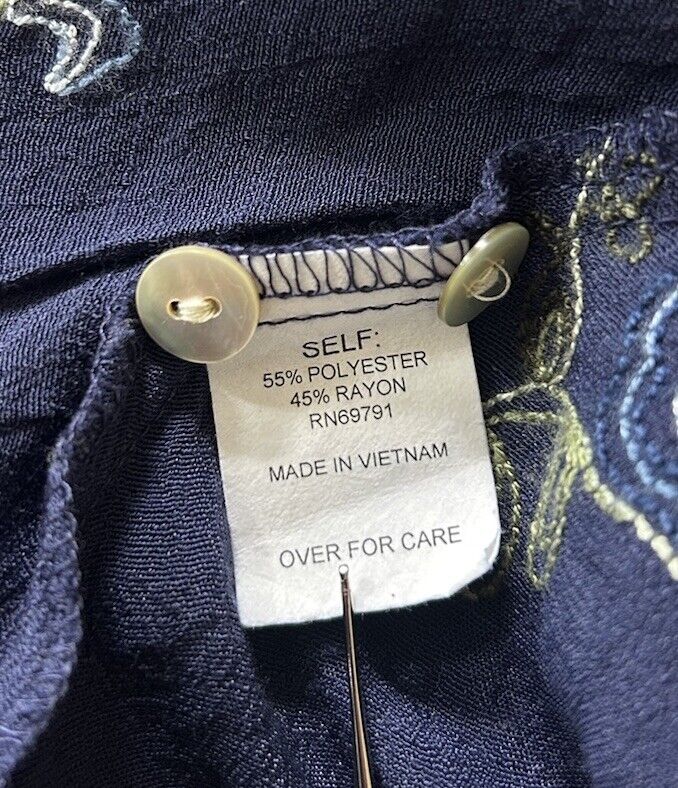 SELF:
55% POLYESTER
45% RAYON
RN69791
MADE IN VIETNAM
OVER FOR CARE